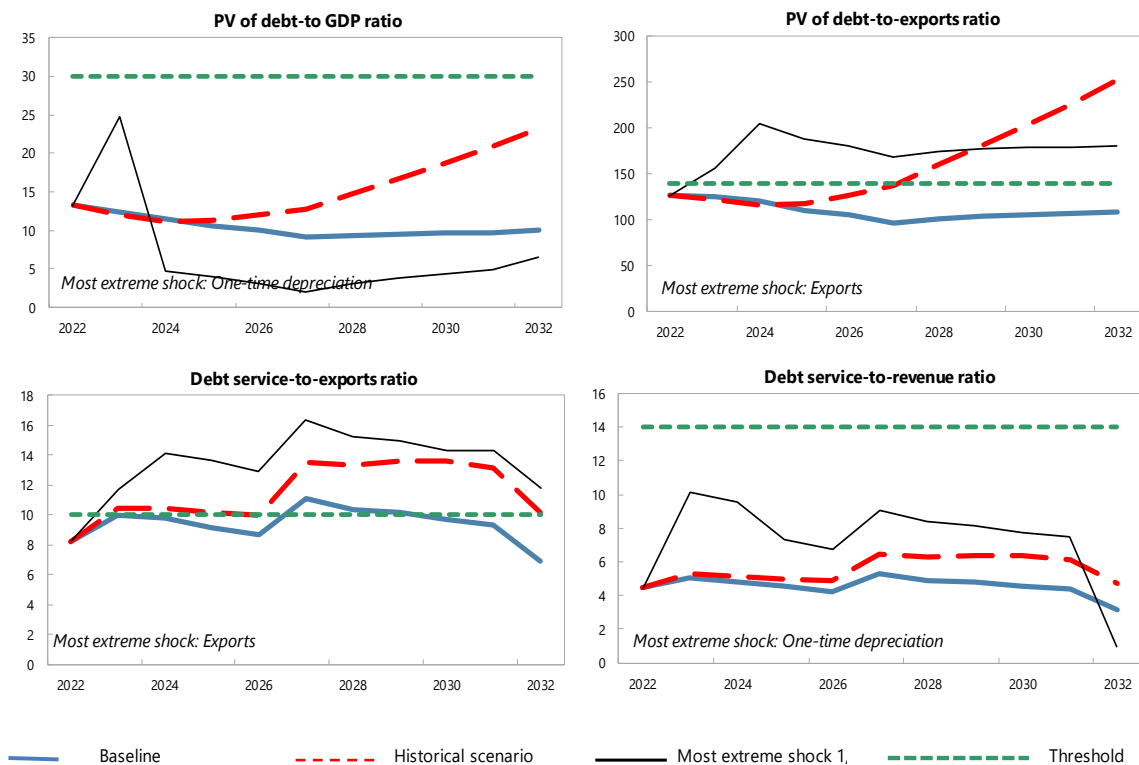 PV of debt-to GDP ratio
35
30
25
20
15
10
5
0
Most extreme shock: One-time depreciation
2022 2024 2026 2028 2030 2032
PV of debt-to-exports ratio
300
250
200
150
100
50
0
Most extreme shock: Exports
2022 2024 2026 2028 2030 2032
Debt service-to-exports ratio
18
16
14
12
10
8
6
4
2
0
Most extreme shock: Exports
2022 2024 2026 2028 2030 2032
Debt service-to-revenue ratio
16
14
12
10
8
6
4
2
0
Most extreme shock: One-time depreciation
2022 2024 2026 2028 2030 2032
Baseline Historical scenario Most extreme shock 1, Threshold